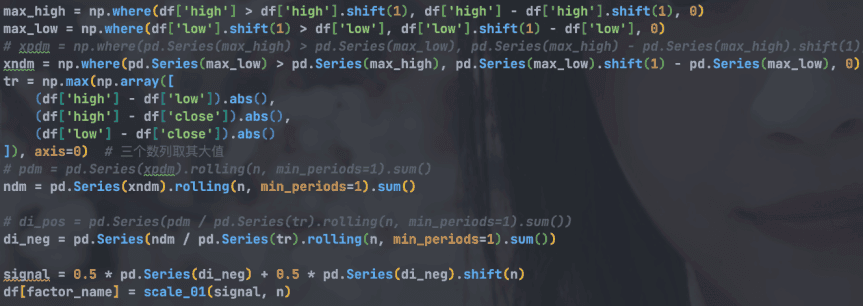 max_high = np.where(df['high'] > df['high'].shift(1), df['high'] - df['high'].shift(1), 0)
max_low = np.where(df['low'].shift(1) > df['low'], df['low'].shift(1) - df['low'], 0)
# xpdm = np.where(pd.Series(max_high) > pd.Series(max_low), pd.Series(max_high) - pd.Series(max_high).shift(1)
xndm = np.where(pd.Series(max_low) > pd.Series(max_high), pd.Series(max_low).shift(1) - pd.Series(max_low), 0)
tr = np.max(np.array([
    (df['high'] - df['low']).abs(),
    (df['high'] - df['close']).abs(),
    (df['low'] - df['close']).abs()
]), axis=0)  # 三个数列取其大值
# pdm = pd.Series(xpdm).rolling(n, min_periods=1).sum()
ndm = pd.Series(xndm).rolling(n, min_periods=1).sum()
# di_pos = pd.Series(pdm / pd.Series(tr).rolling(n, min_periods=1).sum())
di_neg = pd.Series(ndm / pd.Series(tr).rolling(n, min_periods=1).sum())
signal = 0.5 * pd.Series(di_neg) + 0.5 * pd.Series(di_neg).shift(n)
df[factor_name] = scale_01(signal, n)